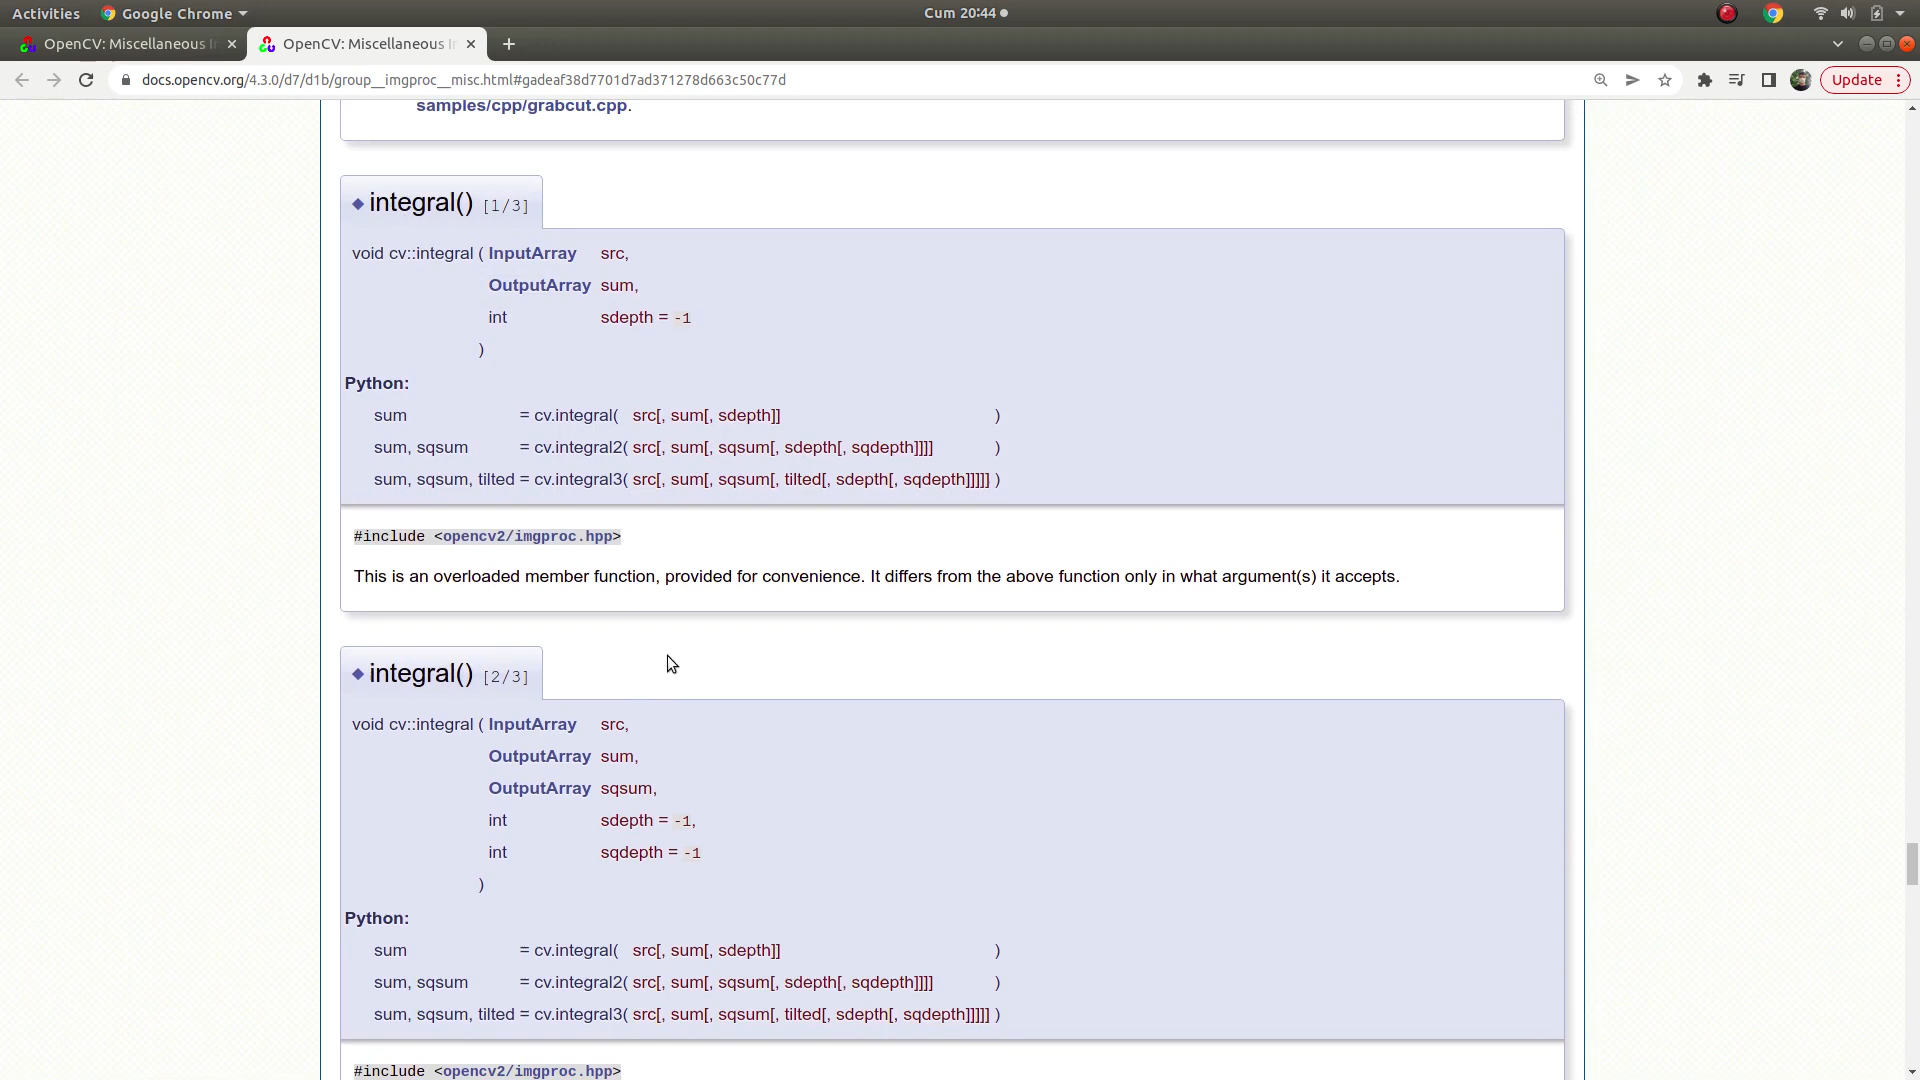 Activities Google Chrome Cum 20:44
OpenCV: Miscellaneous I OpenCV: Miscellaneous I
docs.opencv.org/4.3.0/d7/d1b/group__imgproc__misc.html#gadeaf38d7701d7ad371278d663c50c77d Update
samples/cpp/grabcut.cpp.
◆ integral() [1/3]
void cv::integral ( InputArray src,
OutputArray sum,
int sdepth = -1
)
Python:
sum = cv.integral( src[, sum[, sdepth]] )
sum, sqsum = cv.integral2( src[, sum[, sqsum[, sdepth[, sqdepth]]]] )
sum, sqsum, tilted = cv.integral3( src[, sum[, sqsum[, tilted[, sdepth[, sqdepth]]]]] )
#include <opencv2/imgproc.hpp>
This is an overloaded member function, provided for convenience. It differs from the above function only in what argument(s) it accepts.
◆ integral() [2/3]
void cv::integral ( InputArray src,
OutputArray sum,
OutputArray sqsum,
int sdepth = -1,
int sqdepth = -1
)
Python:
sum = cv.integral( src[, sum[, sdepth]] )
sum, sqsum = cv.integral2( src[, sum[, sqsum[, sdepth[, sqdepth]]]] )
sum, sqsum, tilted = cv.integral3( src[, sum[, sqsum[, tilted[, sdepth[, sqdepth]]]]] )
#include <opencv2/imgproc.hpp>